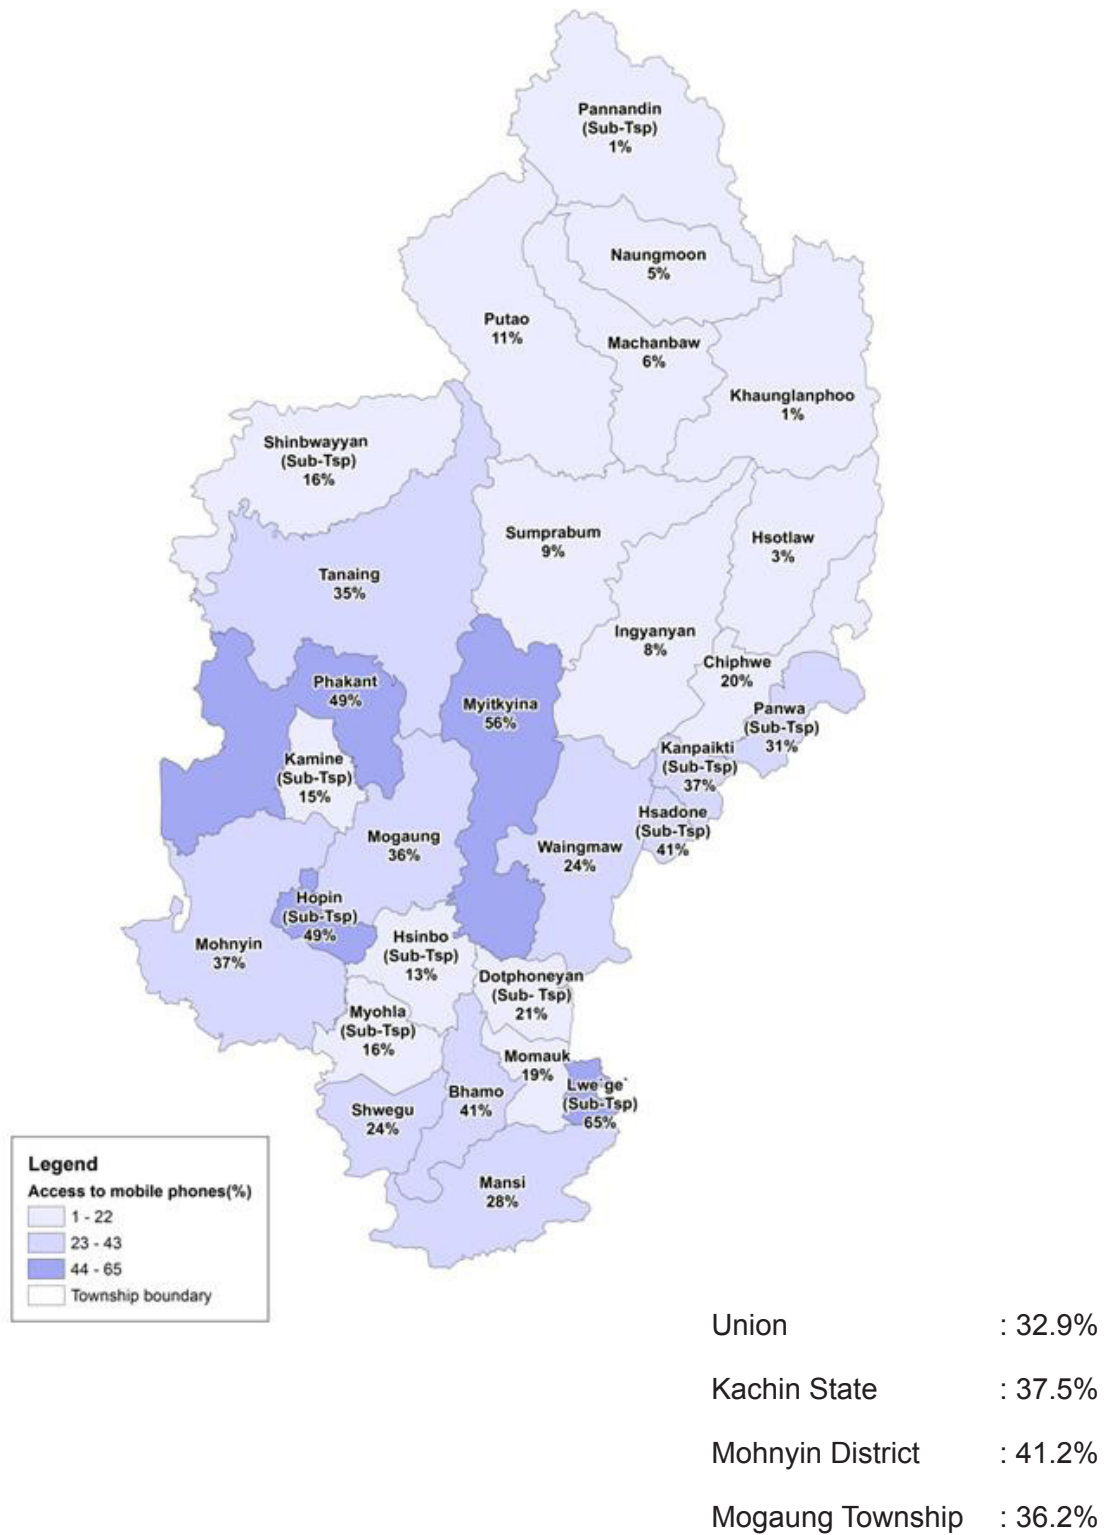 Pannandin
(Sub-Tsp)
1%
Naungmoon
5%
Putao
11%
Machanbaw
6%
Khaunglanphoo
1%
Shinbwayyan
(Sub-Tsp)
16%
Sumprabum
9%
Hsotlaw
3%
Tanaing
35%
Ingyanyan
8%
Chiphwe
20%
Phakant
49%
Myitkyina
56%
Panwa
(Sub-Tsp)
31%
Kanpaikti
(Sub-Tsp)
37%
Kamine
(Sub-Tsp)
15%
Hsadone
(Sub-Tsp)
41%
Mogaung
36%
Waingmaw
24%
Hopin
(Sub-Tsp)
49%
Mohnyin
37%
Hsinbo
(Sub-Tsp)
13%
Dotphoneyan
(Sub- Tsp)
21%
Myohla
(Sub-Tsp)
16%
Momauk
19%
Lwe`ge`
(Sub-Tsp)
65%
Bhamo
41%
Shwegu
24%
Mansi
28%
Legend
Access to mobile phones(%)
1 - 22
23 - 43
44 - 65
Township boundary
Union : 32.9%
Kachin State : 37.5%
Mohnyin District : 41.2%
Mogaung Township : 36.2%